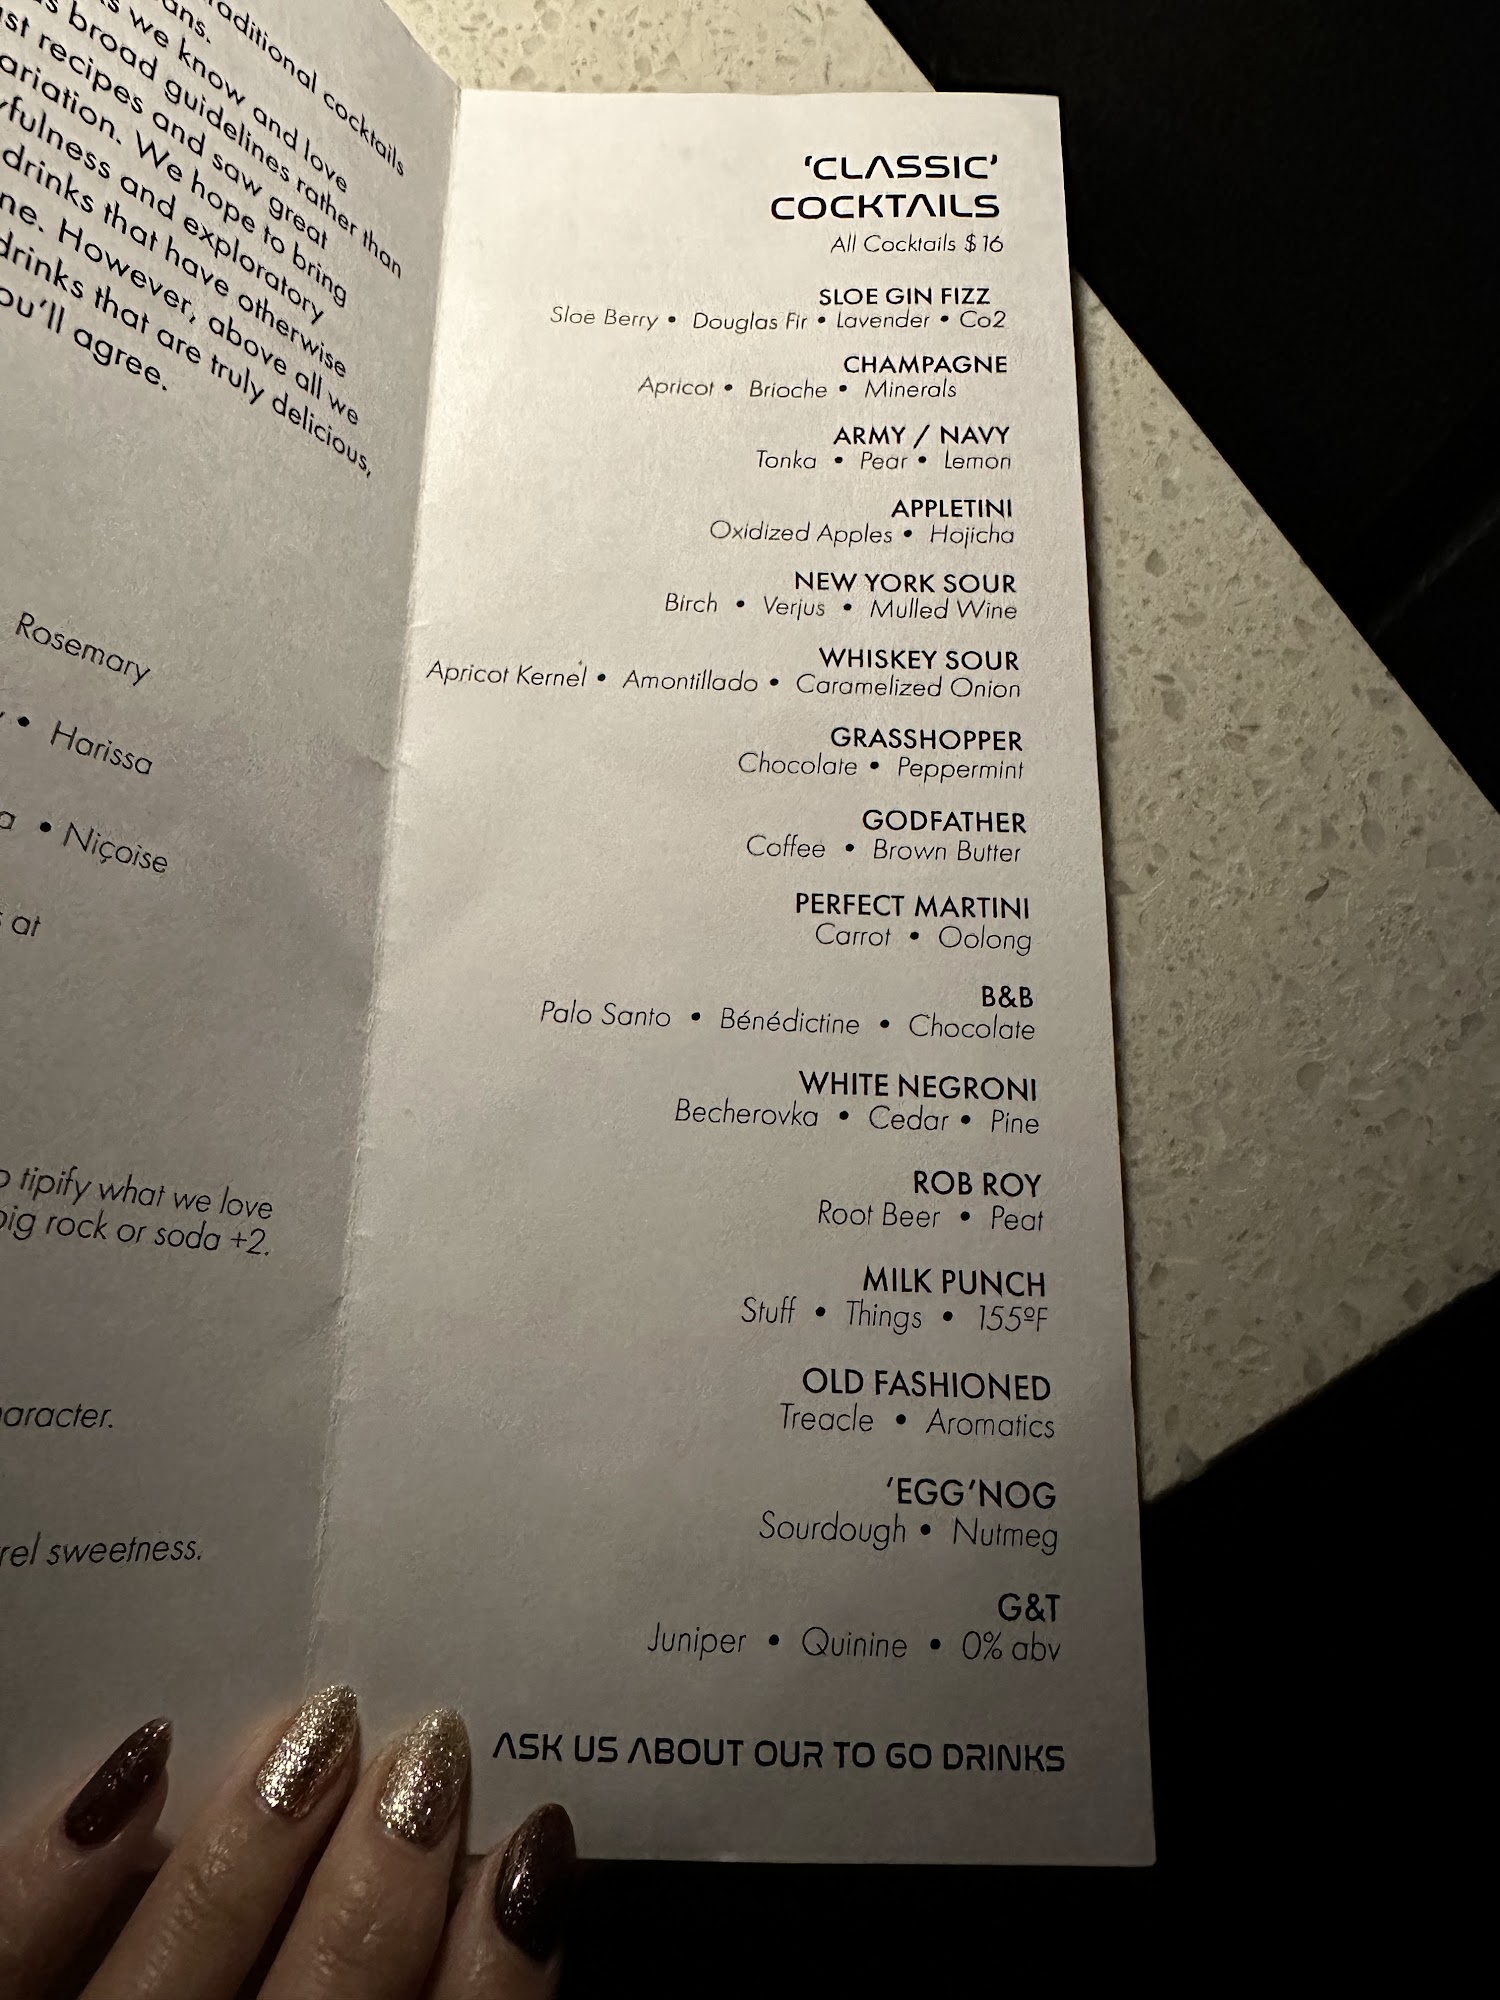 raditional cocktails
ans.
s we know and love
s broad guidelines rather than
st recipes and saw great
ariation. We hope to bring
yfulness and exploratory
drinks that have otherwise
ne. However, above all we
drinks that are truly delicious,
ou'll agree.
Rosemary
• Harissa
a • Niçoise
s at
o tipify what we love
big rock or soda +2.
aracter.
rel sweetness.
'CLASSIC'
COCKTAILS
All Cocktails $16
SLOE GIN FIZZ
Sloe Berry • Douglas Fir • Lavender • Co2
CHAMPAGNE
Apricot • Brioche • Minerals
ARMY / NAVY
Tonka • Pear • Lemon
APPLETINI
Oxidized Apples • Hojicha
NEW YORK SOUR
Birch • Verjus • Mulled Wine
WHISKEY SOUR
Apricot Kernel • Amontillado • Caramelized Onion
GRASSHOPPER
Chocolate • Peppermint
GODFATHER
Coffee • Brown Butter
PERFECT MARTINI
Carrot • Oolong
B&B
Palo Santo • Bénédictine • Chocolate
WHITE NEGRONI
Becherovka • Cedar • Pine
ROB ROY
Root Beer • Peat
MILK PUNCH
Stuff • Things • 155ºF
OLD FASHIONED
Treacle • Aromatics
'EGG'NOG
Sourdough • Nutmeg
G&T
Juniper • Quinine • 0% abv
ASK US ABOUT OUR TO GO DRINKS